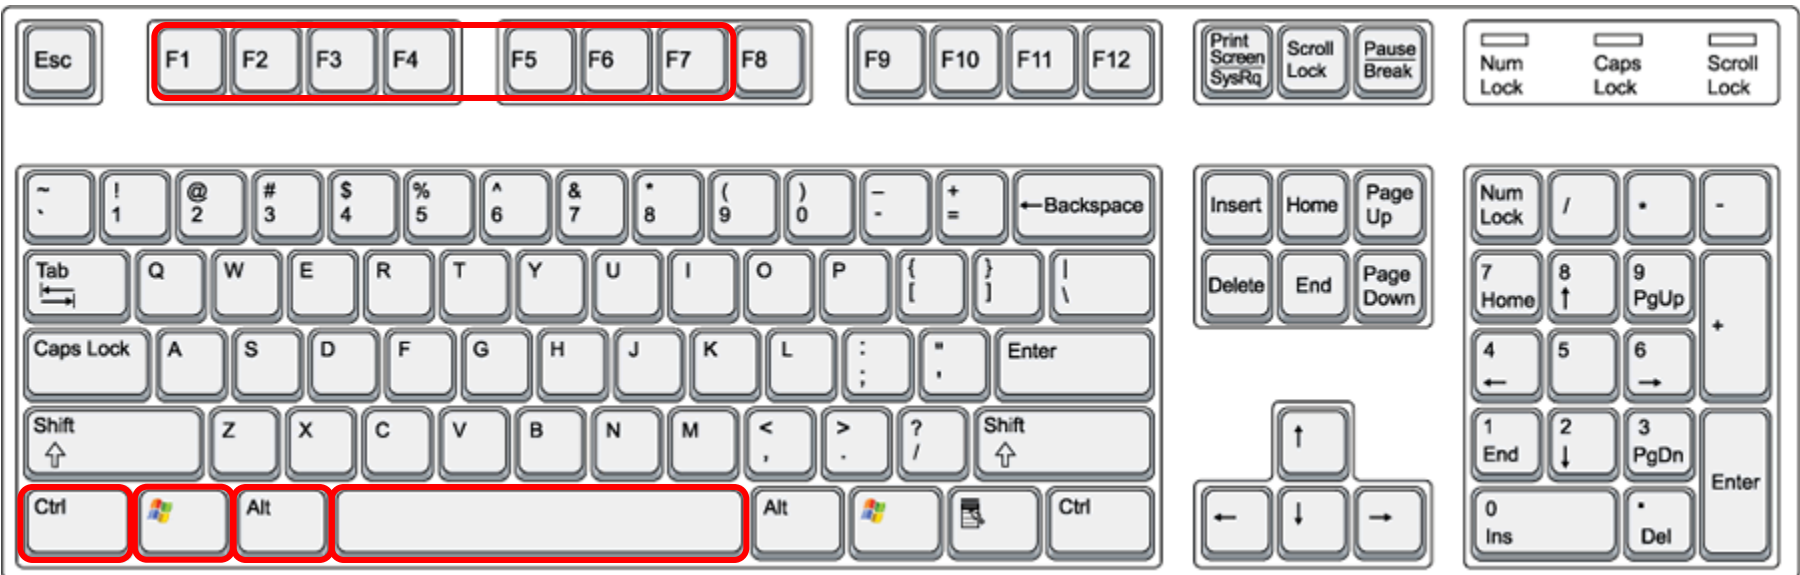 Esc F1 F2 F3 F4 F5 F6 F7 F8 F9 F10 F11 F12
Print
Screen
SysRq
Scroll
Lock
Pause
Break
Num
Lock
Caps
Lock
Scroll
Lock
~ ! @ # $ % ^ & * ( ) – +
` 1 2 3 4 5 6 7 8 9 0 - =
←Backspace
Insert Home
Page
Up
Num
Lock
/ * -
Tab Q W E R T Y U I O P { } |
[ ] \
Delete End
Page
Down
7 8 9
Home ↑ PgUp
+
Caps Lock A S D F G H J K L : "
; '
Enter
4 5 6
← →
Shift Z X C V B N M < > ?
, . /
Shift
↑
1 2 3
End ↓ PgDn
Enter
Ctrl Alt Alt Ctrl
← ↓ →
0 .
Ins Del